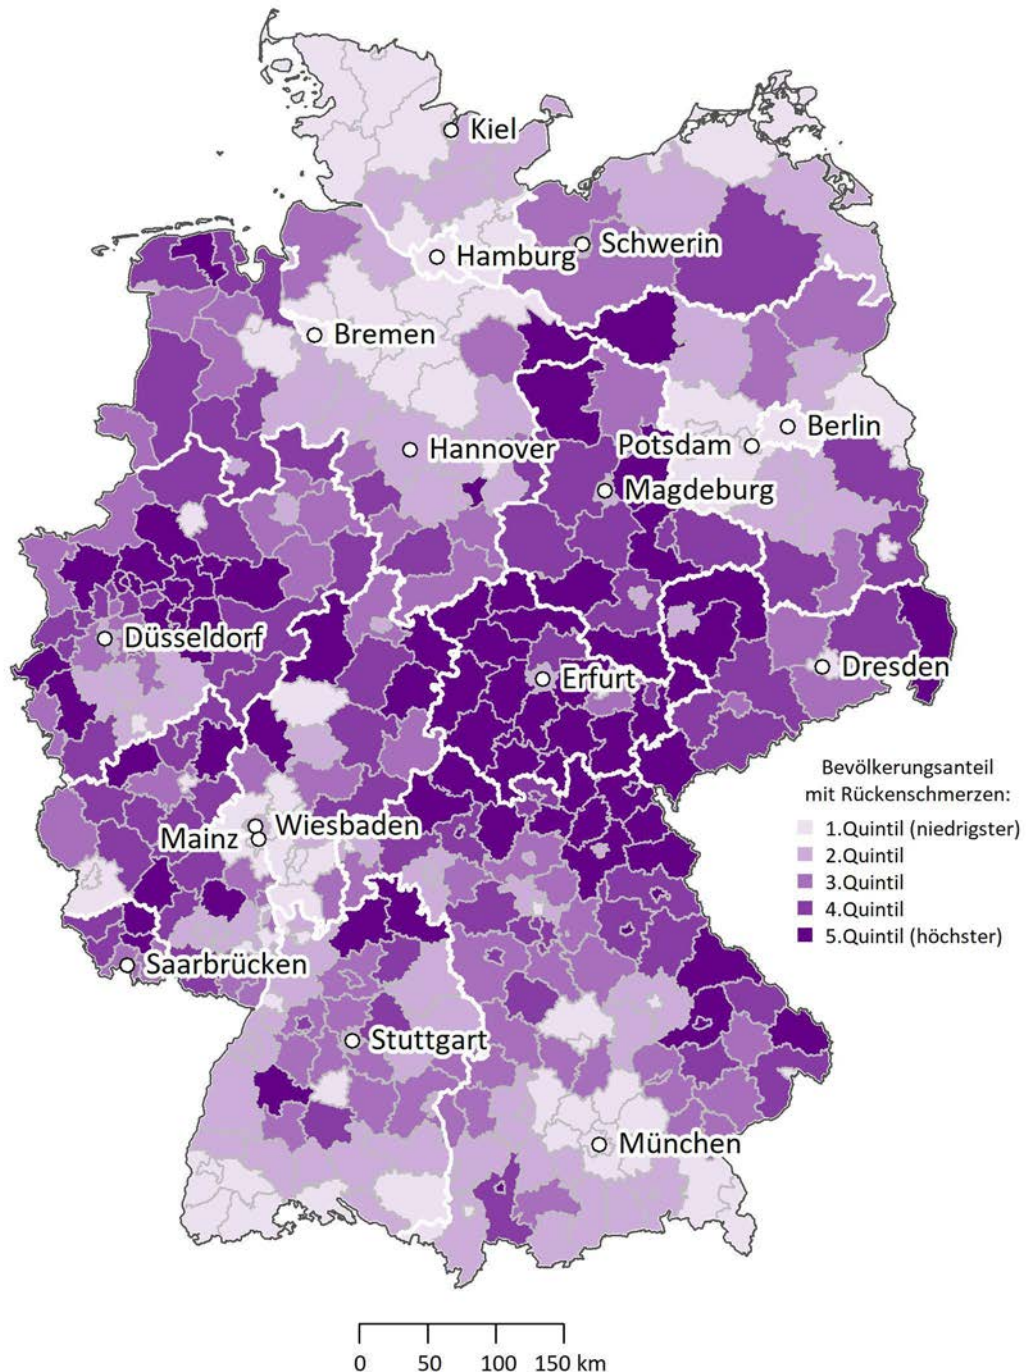 Kiel
Schwerin
Hamburg
Bremen
Berlin
Hannover
Potsdam
Magdeburg
Düsseldorf
Erfurt
Dresden
Bevölkerungsanteil
mit Rückenschmerzen:
1.Quintil (niedrigster)
2.Quintil
3.Quintil
4.Quintil
5.Quintil (höchster)
Wiesbaden
Mainz
Saarbrücken
Stuttgart
München
0 50 100 150 km